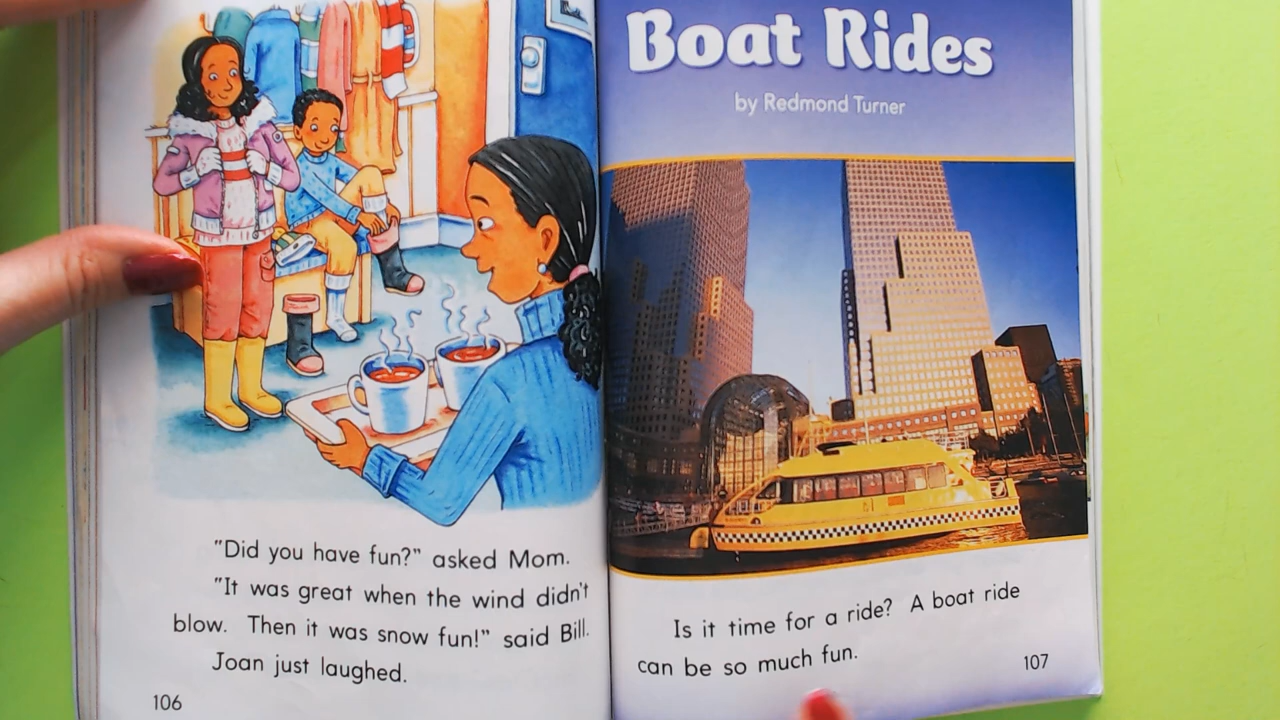 "Did you have fun?" asked Mom.
"It was great when the wind didn't
blow. Then it was snow fun!" said Bill.
Joan just laughed.
106
Boat Rides
by Redmond Turner
Is it time for a ride? A boat ride
can be so much fun.
107